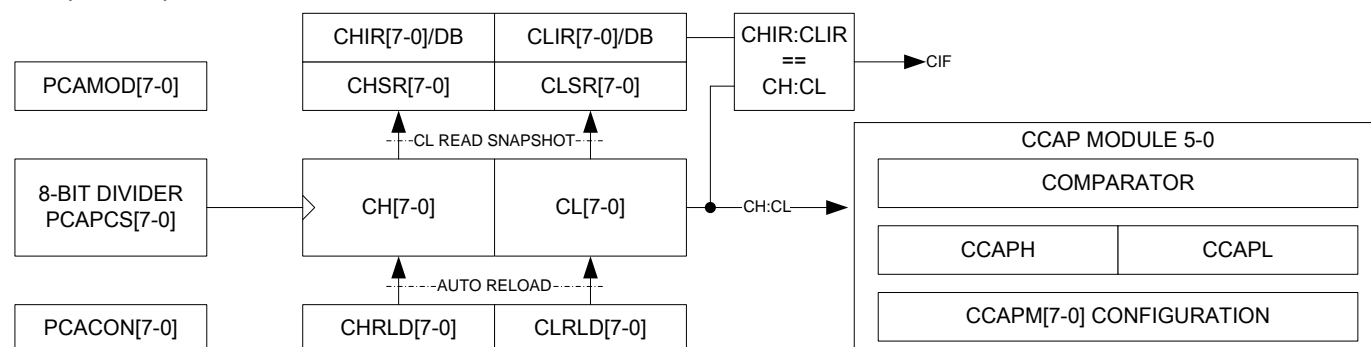 CHIR[7-0]/DB
CLIR[7-0]/DB
CHIR:CLIR
==
CH:CL
CIF
PCAMOD[7-0]
CHSR[7-0]
CLSR[7-0]
CL READ SNAPSHOT
8-BIT DIVIDER
PCAPCS[7-0]
CH[7-0]
CL[7-0]
CH:CL
CCAP MODULE 5-0
COMPARATOR
CCAPH
CCAPL
CCAPM[7-0] CONFIGURATION
AUTO RELOAD
PCACON[7-0]
CHRLD[7-0]
CLRLD[7-0]